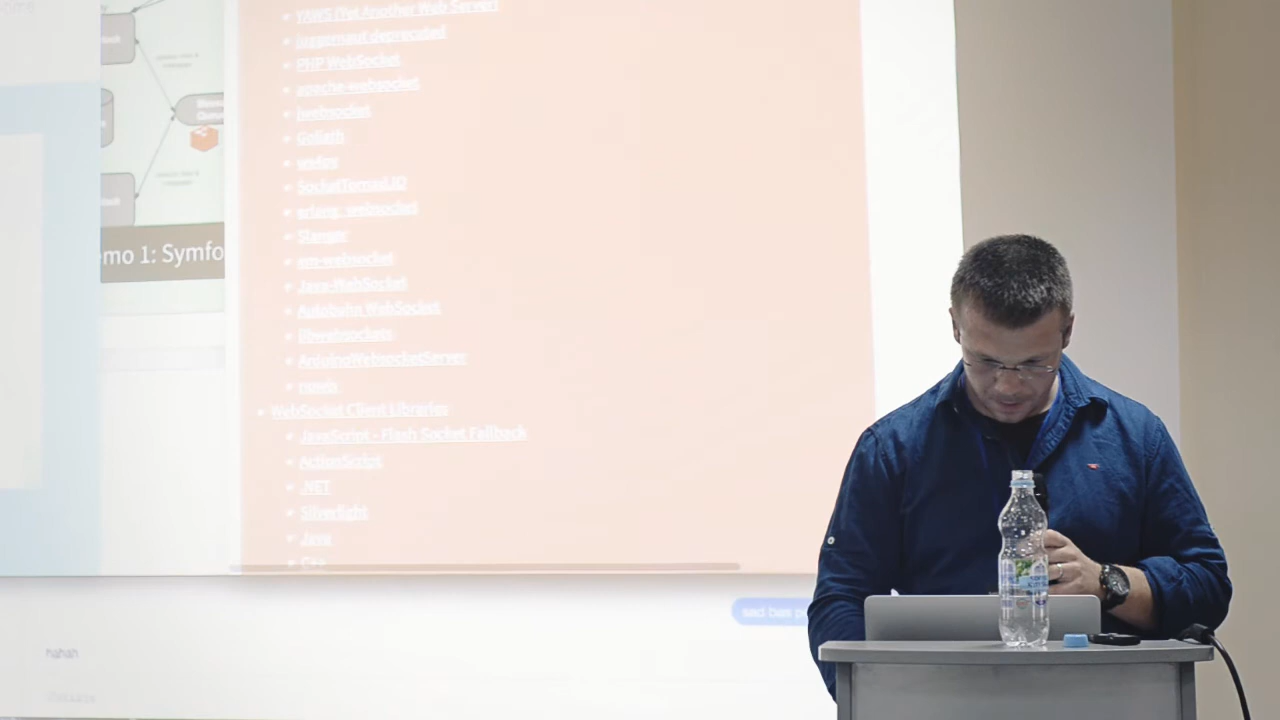 YAWS (Yet Another Web Server)
juggernaut deprecated
PHP WebSocket
apache-websocket
jwebsocket
Goliath
SocketTornad.IO
erlang_websocket
Slanger
em-websocket
Java-WebSocket
Autobahn WebSocket
libwebsockets
ArduinoWebsocketServer
nowjs
WebSocket Client Libraries
JavaScript - Flash Socket Fallback
ActionScript
.NET
Silverlight
Java
C++
emo 1: Symfo
hahah